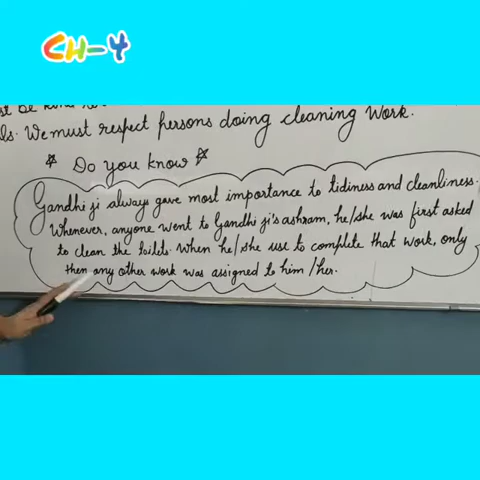 CH-4
st be kind
ls. We must respect persons doing cleaning work.
☆ Do you know ☆
Gandhi ji always gave most importance to tidiness and cleanliness.
Whenever, anyone went to Gandhi ji's ashram, he/she was first asked
to clean the toilets. When he/she use to complete that work, only
then any other work was assigned to him/her.